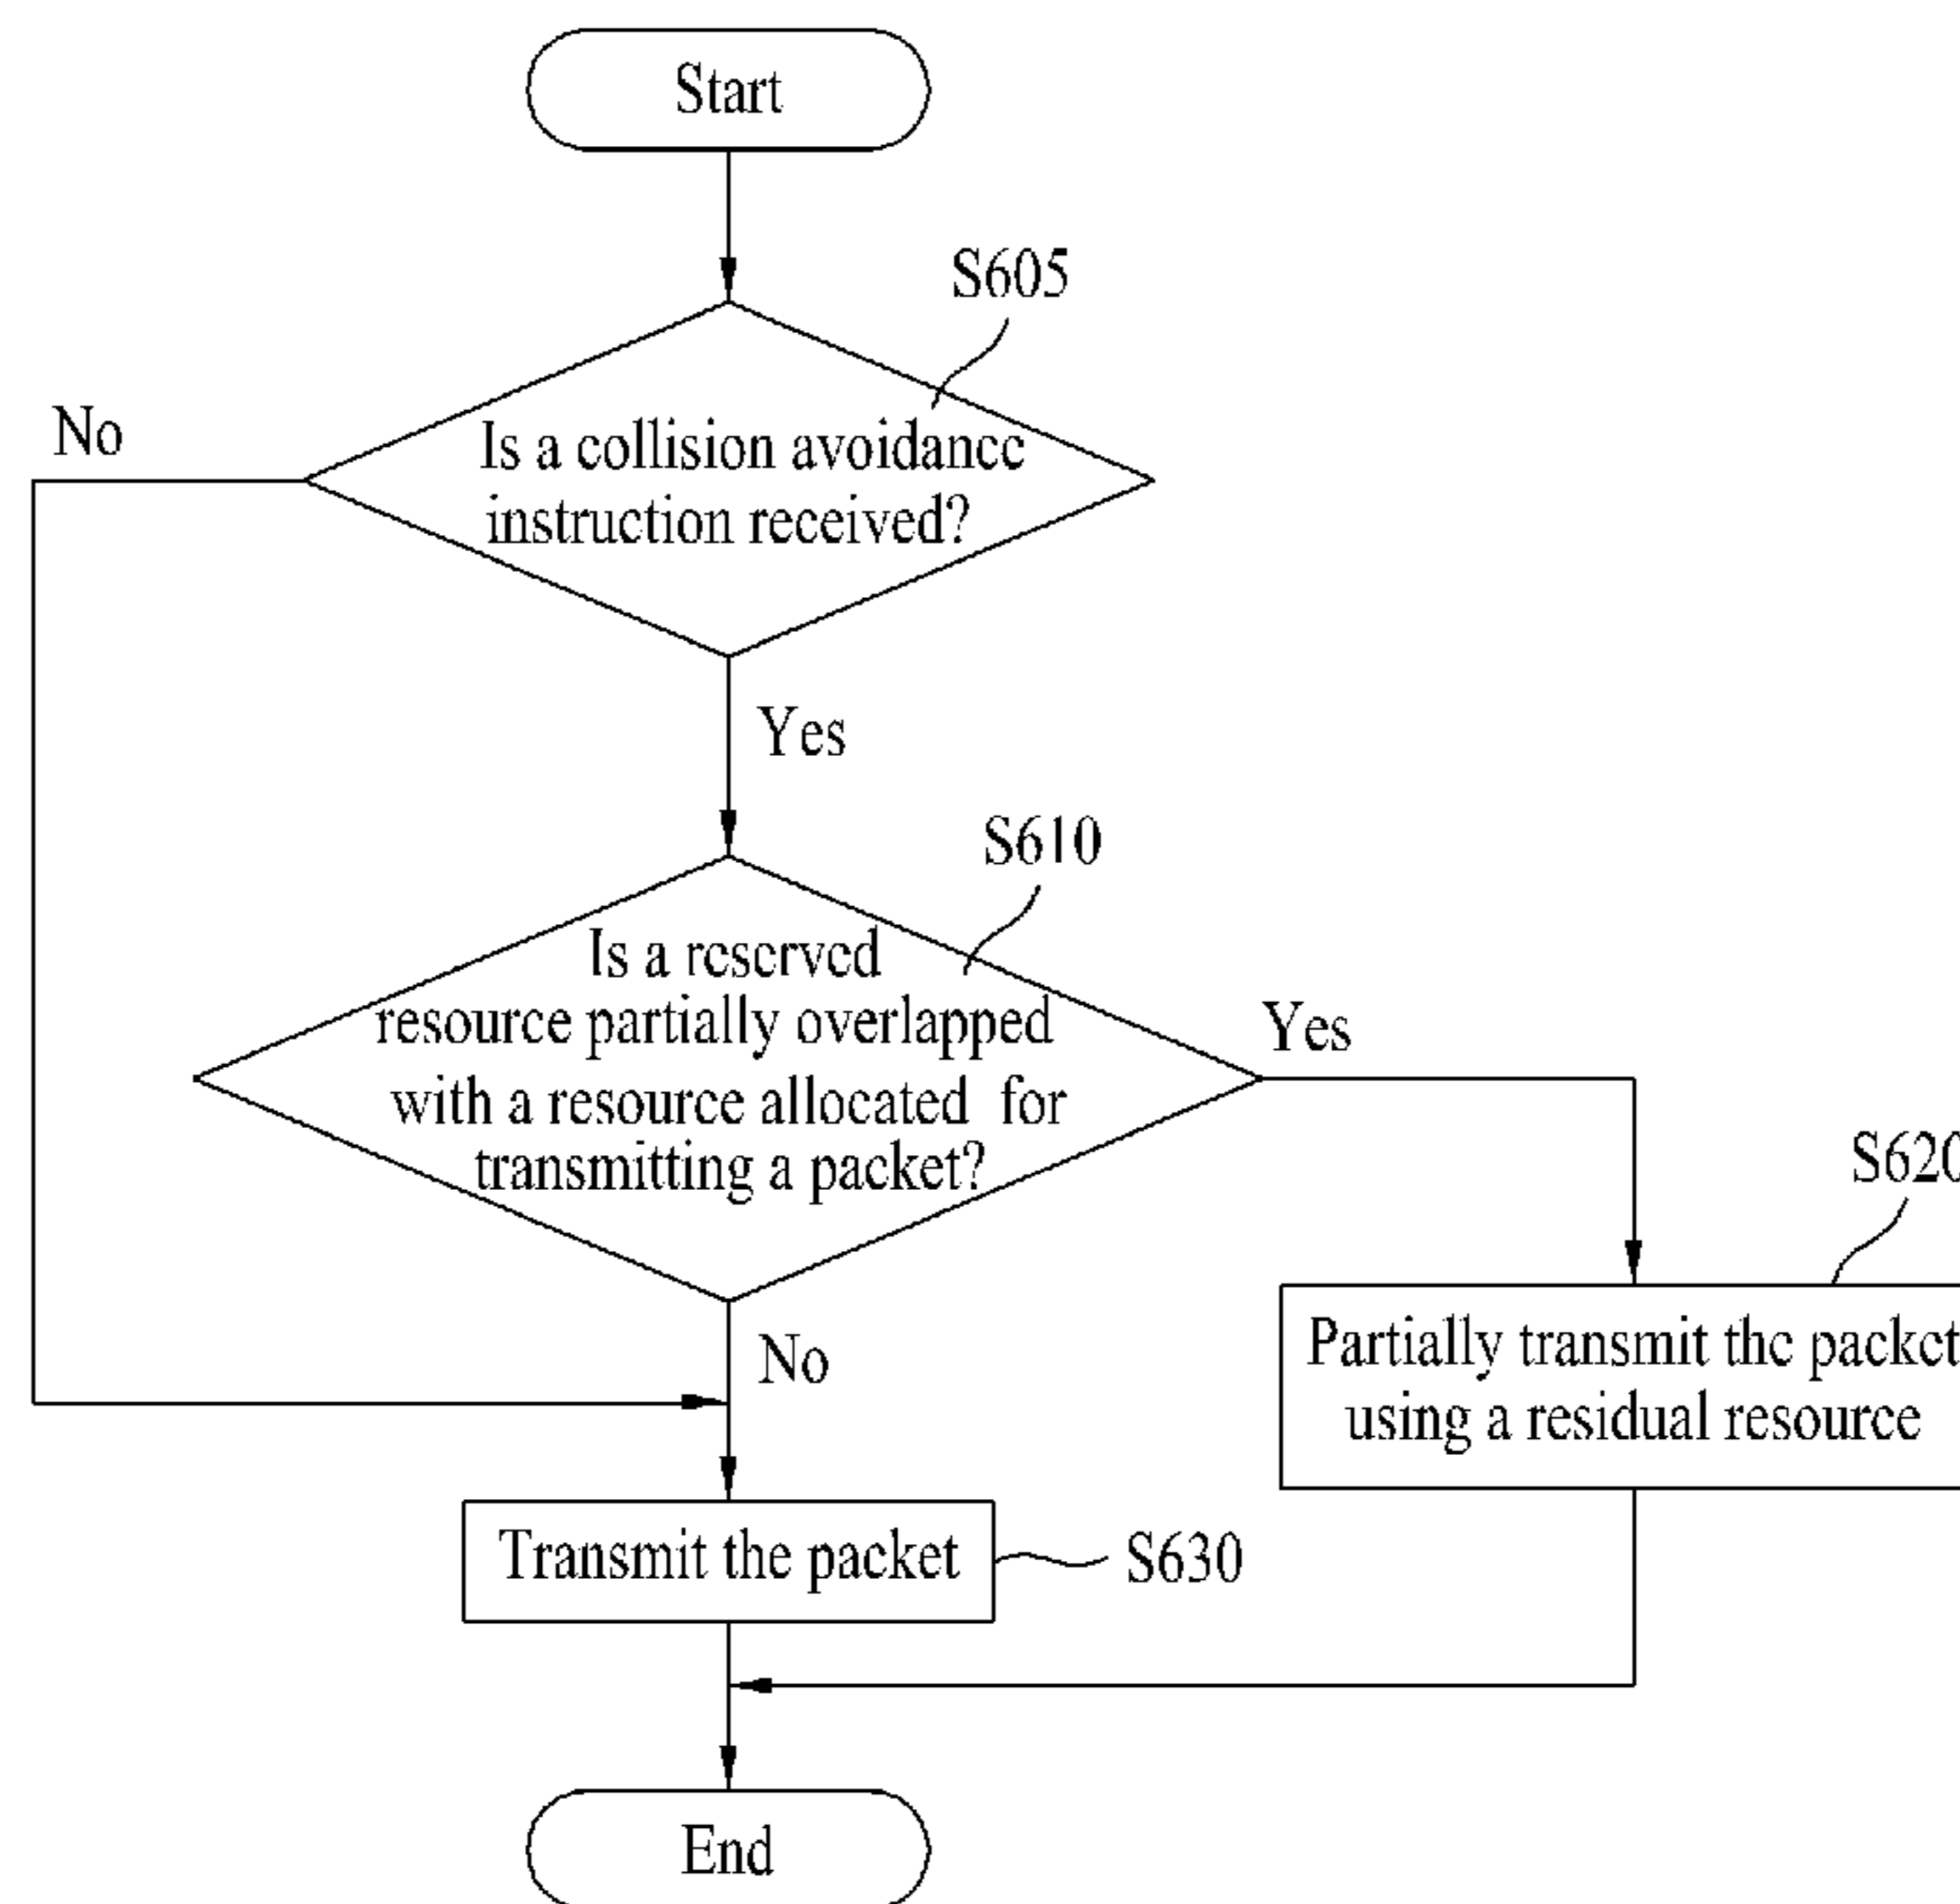 Start
S605
No
Is a collision avoidance
instruction received?
Yes
S610
Is a reserved
resource partially overlapped
with a resource allocated for
transmitting a packet?
Yes
S620
Partially transmit the packet
using a residual resource
No
Transmit the packet
S630
End